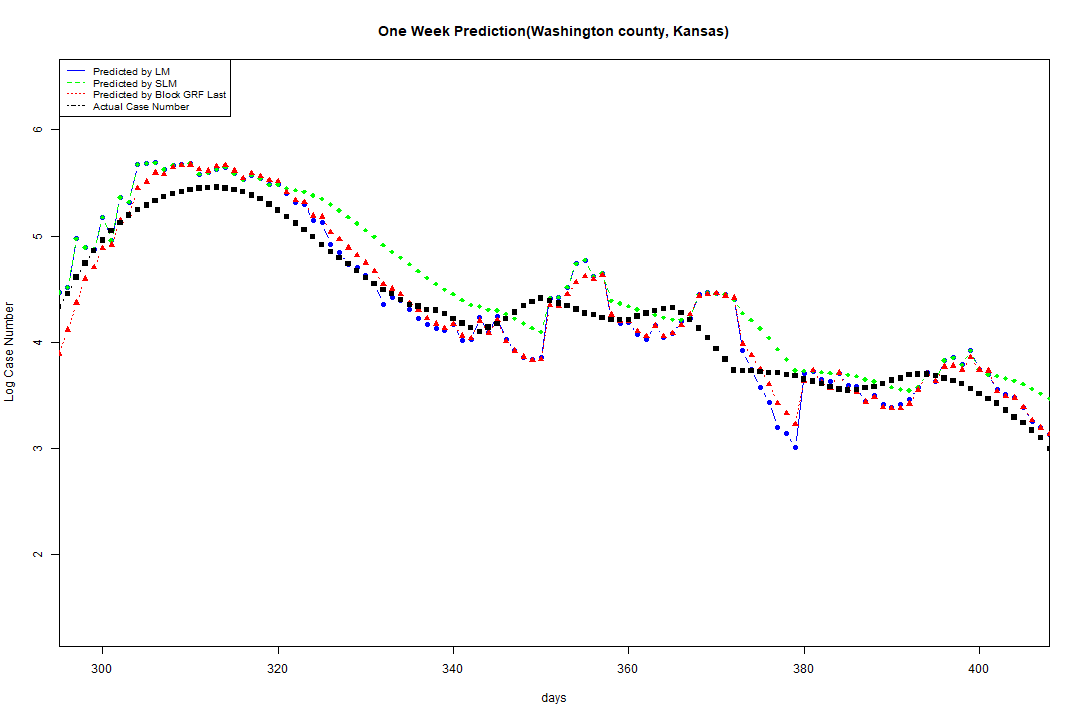 One Week Prediction(Washington county, Kansas)
Predicted by LM
Predicted by SLM
Predicted by Block GRF Last
Actual Case Number
6
5
4
3
2
Log Case Number
300 320 340 360 380 400
days